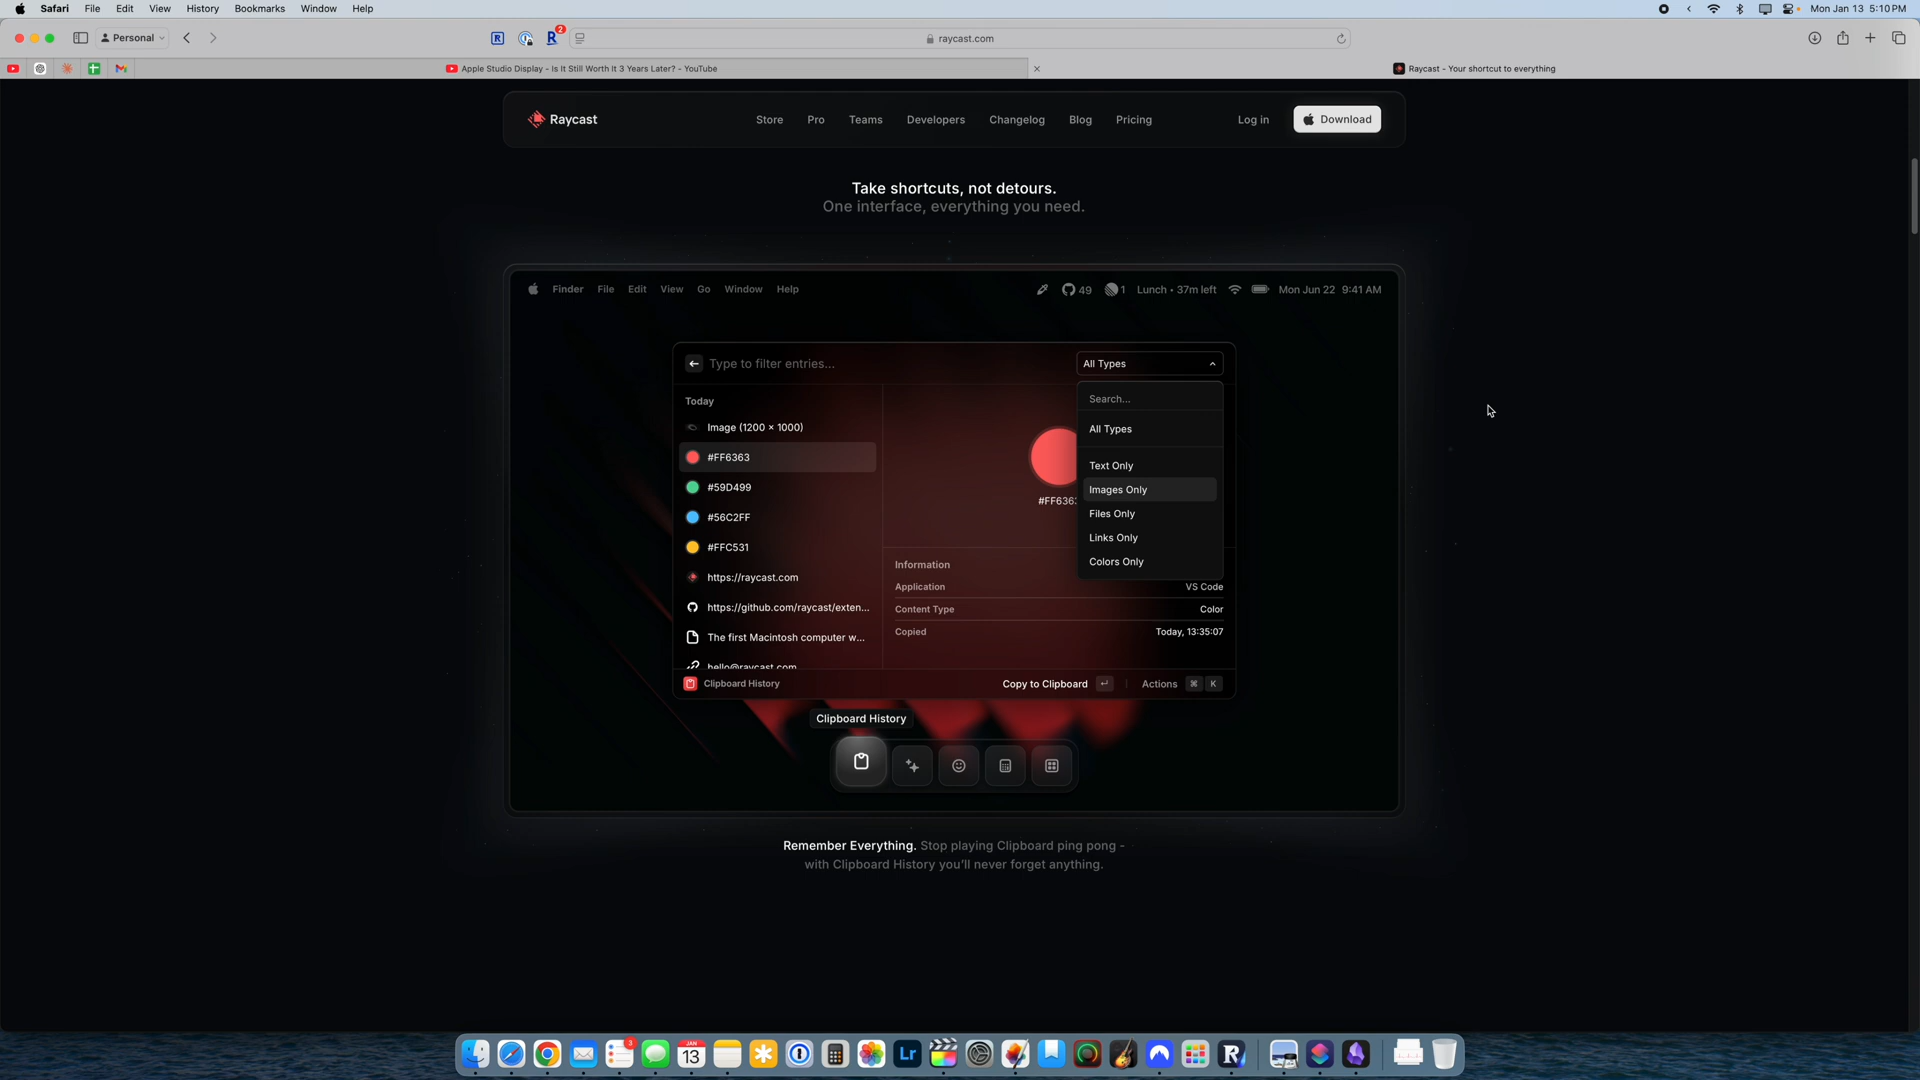 Safari File Edit View History Bookmarks Window Help Mon Jan 13 5:10 PM
Personal 2 raycast.com
Apple Studio Display - Is It Still Worth It 3 Years Later? - YouTube Raycast - Your shortcut to everything
Raycast Store Pro Teams Developers Changelog Blog Pricing Log in Download
Take shortcuts, not detours.
One interface, everything you need.
Finder File Edit View Go Window Help 49 1 Lunch • 37m left Mon Jun 22 9:41 AM
Type to filter entries... All Types
Search...
Today
Image (1200 × 1000)
All Types
#FF6363
Text Only
#59D499
Images Only
#FF6363
#56C2FF
Files Only
Links Only
#FFC531
Colors Only
Information
https://raycast.com
Application VS Code
https://github.com/raycast/exten...
Content Type Color
The first Macintosh computer w...
Copied Today, 13:35:07
hello@raycast.com
Clipboard History Copy to Clipboard ↵ Actions ⌘ K
Clipboard History
Remember Everything. Stop playing Clipboard ping pong -
with Clipboard History you'll never forget anything.
3 JAN 13 Lr R